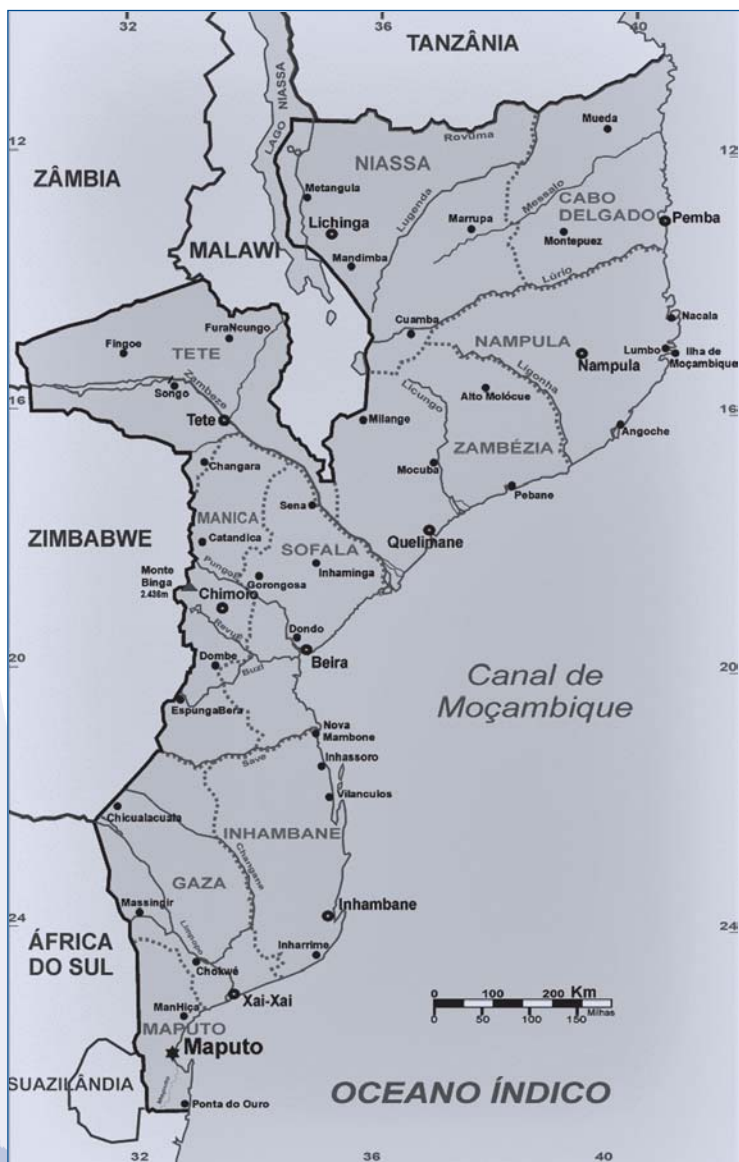 32
36
40
TANZÂNIA
LAGO NIASSA
Rovuma
Mueda
12
12
NIASSA
ZÂMBIA
Metangula
Lugenda
Messalo
CABO
DELGADO
Lichinga
Marrupa
Montepuez
Pemba
MALAWI
Mandimba
Lúrio
Cuamba
Nacala
FuraNcungo
NAMPULA
Fingoe
TETE
Lumbo
Ilha de
Moçambique
Nampula
Zambeze
Songo
Licungo
Ligonha
Alto Molócue
16
16
Tete
Milange
Angoche
ZAMBÉZIA
Changara
Mocuba
Pebane
MANICA
Sena
ZIMBABWE
Catandica
SOFALA
Quelimane
Inhaminga
Monte
Binga
2.436m
Pungoé
Gorongosa
Chimoio
Revue
Dondo
Beira
Dombe
Buzi
20
20
Canal de
Moçambique
EspungaBera
Nova
Mambone
Save
Inhassoro
Vilanculos
Chicualacuala
INHAMBANE
Changane
GAZA
Massingir
Inhambane
24
24
ÁFRICA
DO SUL
Limpopo
Inharrime
Chokwé
Xai-Xai
0 100 200 Km
0 50 100 150 Milhas
ManHiça
MAPUTO
Maputo
SUAZILÂNDIA
OCEANO ÍNDICO
Ponta do Ouro
32
36
40